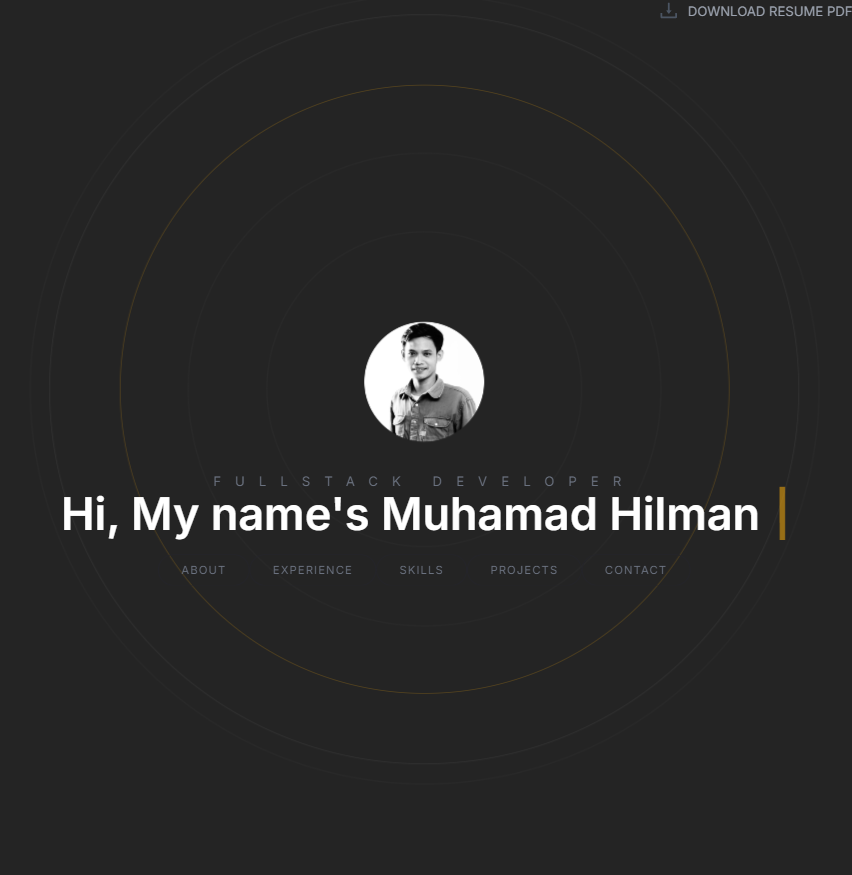 DOWNLOAD RESUME PDF
FULLSTACK DEVELOPER
Hi, My name's Muhamad Hilman
ABOUT EXPERIENCE SKILLS PROJECTS CONTACT